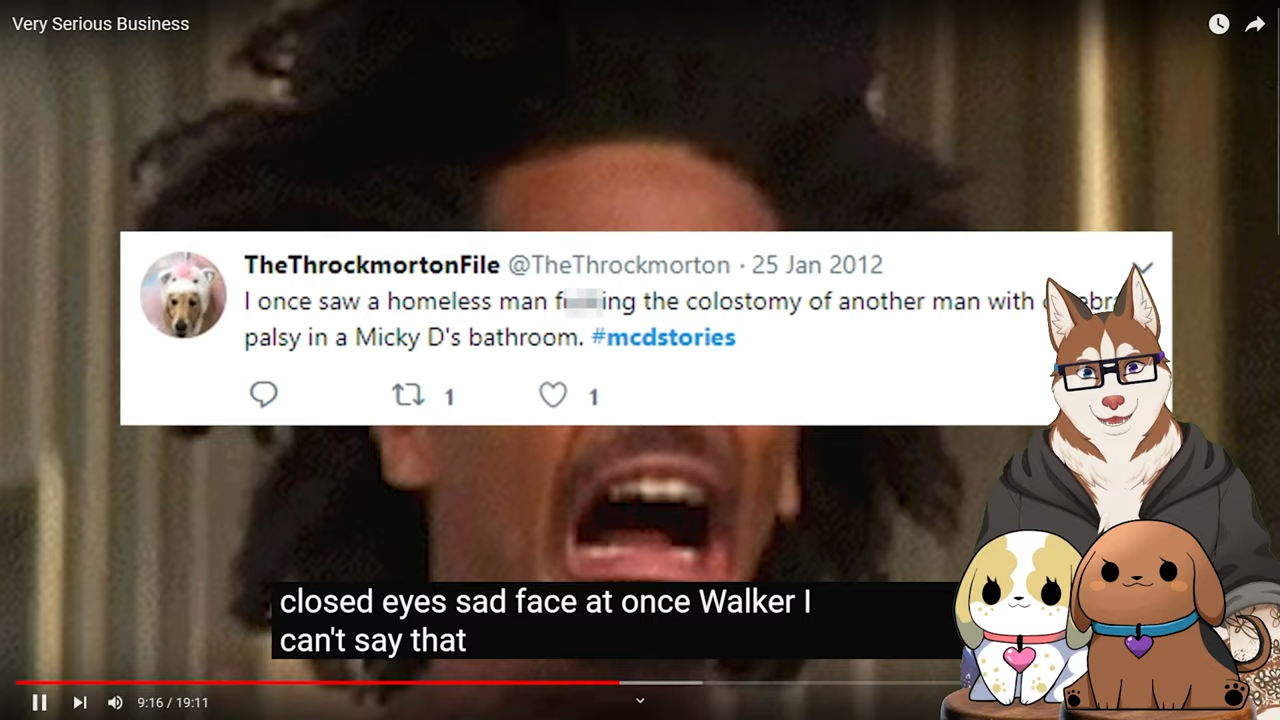 Very Serious Business
TheThrockmortonFile @TheThrockmorton · 25 Jan 2012
I once saw a homeless man f ing the colostomy of another man with
palsy in a Micky D's bathroom. #mcdstories
1 1
closed eyes sad face at once Walker I
can't say that
9:16 / 19:11